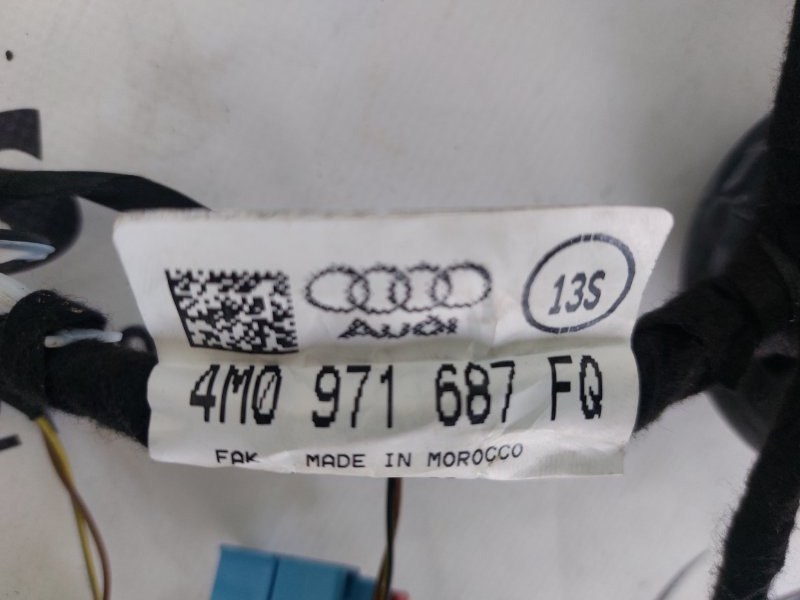 13S
Audi
4M0 971 687 FQ
FAK MADE IN MOROCCO